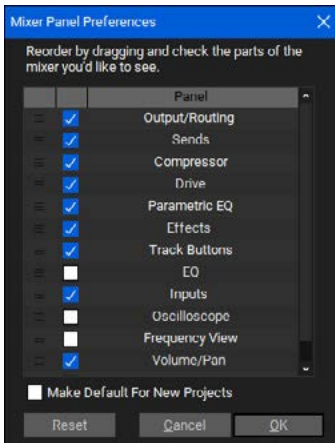 Mixer Panel Preferences
Reorder by dragging and check the parts of the
mixer you'd like to see.
Panel
Output/Routing
Sends
Compressor
Drive
Parametric EQ
Effects
Track Buttons
EQ
Inputs
Oscilloscope
Frequency View
Volume/Pan
Make Default For New Projects
Reset Cancel OK